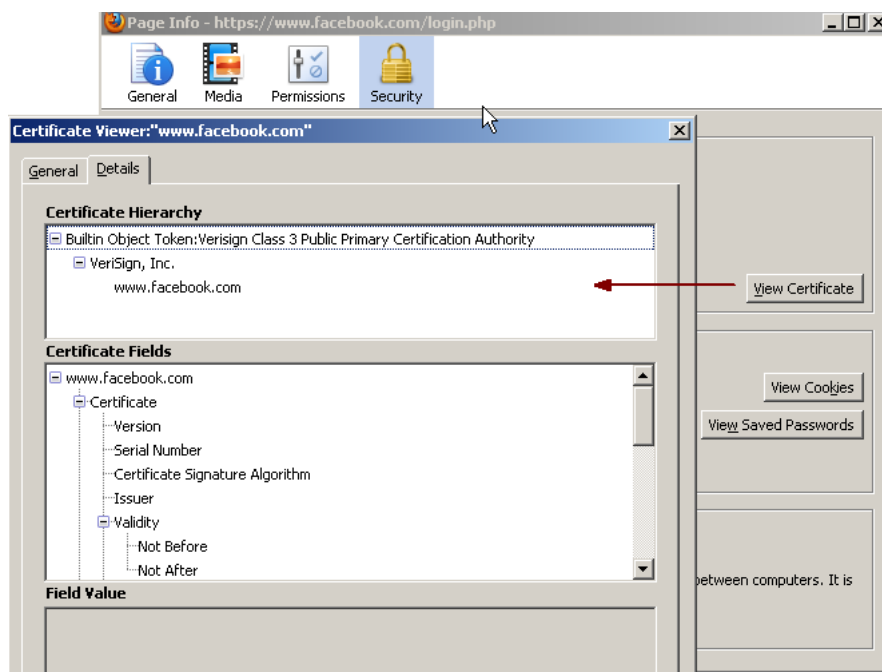 Page Info - https://www.facebook.com/login.php
General Media Permissions Security
Certificate Viewer:"www.facebook.com"
General Details
Certificate Hierarchy
Builtin Object Token:Verisign Class 3 Public Primary Certification Authority
VeriSign, Inc.
www.facebook.com
View Certificate
Certificate Fields
www.facebook.com
Certificate
Version
Serial Number
Certificate Signature Algorithm
Issuer
Validity
Not Before
Not After
View Cookies
View Saved Passwords
Field Value
between computers. It is